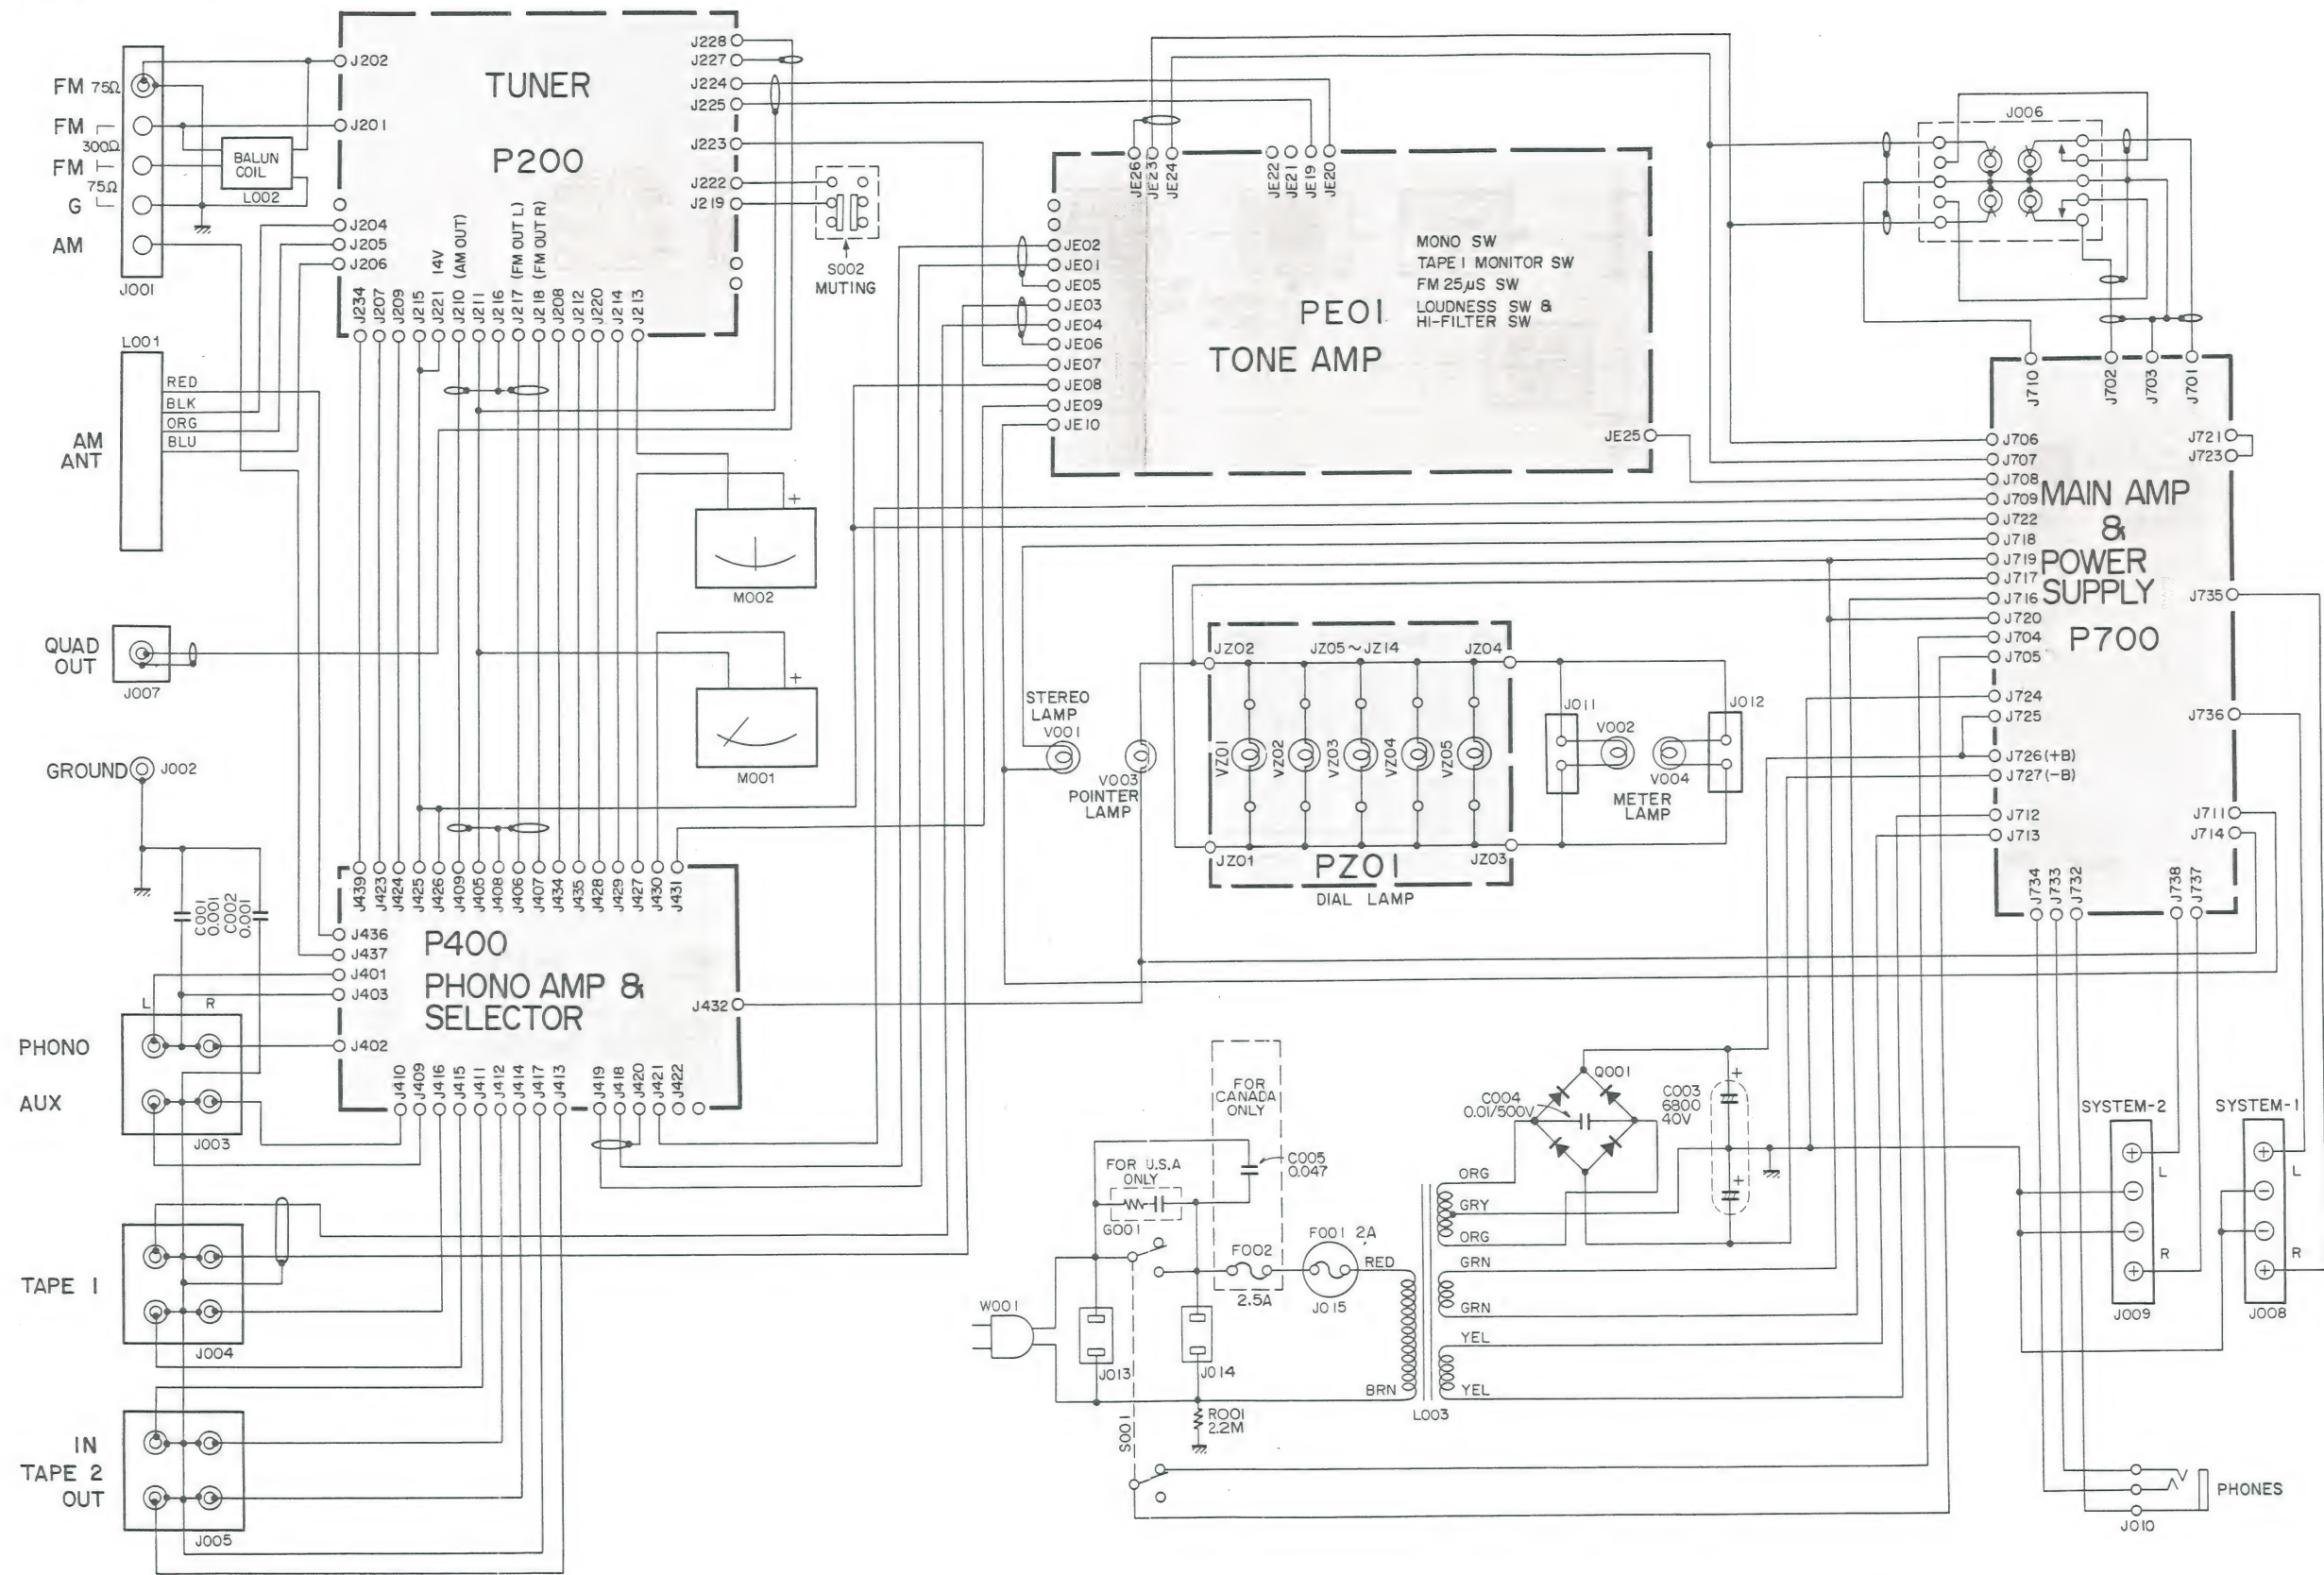 FM 75Ω
FM
300Ω
FM
75Ω
G
AM
J001
BALUN
COIL
L002
J202
J201
J204
J205
J206
TUNER
P200
J228
J227
J224
J225
J223
J222
J219
J234
J207
J209
J215
J221 14V
J210 (AM OUT)
J211
J216
J217 (FM OUT L)
J218 (FM OUT R)
J208
J212
J220
J214
J213
S002
MUTING
L001
RED
BLK
ORG
BLU
AM
ANT
QUAD
OUT
J007
GROUND
J002
C001
0.001
C002
0.001
M002
+
M001
+
JE26
JE23
JE24
JE22
JE21
JE19
JE20
JE02
JE01
JE05
JE03
JE04
JE06
JE07
JE08
JE09
JE10
JE25
PE01
TONE AMP
MONO SW
TAPE 1 MONITOR SW
FM 25μS SW
LOUDNESS SW &
HI-FILTER SW
J006
J710
J702
J703
J701
J706
J707
J708
J709
J722
J718
J719
J717
J716
J720
J704
J705
J724
J725
J726(+B)
J727(-B)
J712
J713
J721
J723
J735
J736
J711
J714
J734
J733
J732
J738
J737
MAIN AMP
&
POWER
SUPPLY
P700
STEREO
LAMP
V001
V003
POINTER
LAMP
JZ02
JZ05~JZ14
JZ04
VZ01
VZ02
VZ03
VZ04
VZ05
JZ01
PZ01
JZ03
DIAL LAMP
J011
V002
V004
J012
METER
LAMP
J439
J423
J424
J425
J426
J409
J405
J408
J406
J407
J434
J435
J428
J429
J427
J430
J431
J436
J437
J401
J403
J402
P400
PHONO AMP &
SELECTOR
J432
J410
J409
J416
J415
J411
J412
J414
J417
J413
J419
J418
J420
J421
J422
L
R
PHONO
AUX
J003
TAPE 1
J004
IN
TAPE 2
OUT
J005
FOR
CANADA
ONLY
FOR U.S.A
ONLY
G001
C005
0.047
F002
2.5A
F001 2A
J015
RED
BRN
W001
J013
J014
R001
2.2M
S001
L003
ORG
GRY
ORG
GRN
GRN
YEL
YEL
Q001
C004
0.01/500V
C003
6800
40V
+
+
SYSTEM-2
SYSTEM-1
+
L
−
−
R
+
J009
+
L
−
−
R
+
J008
PHONES
J010